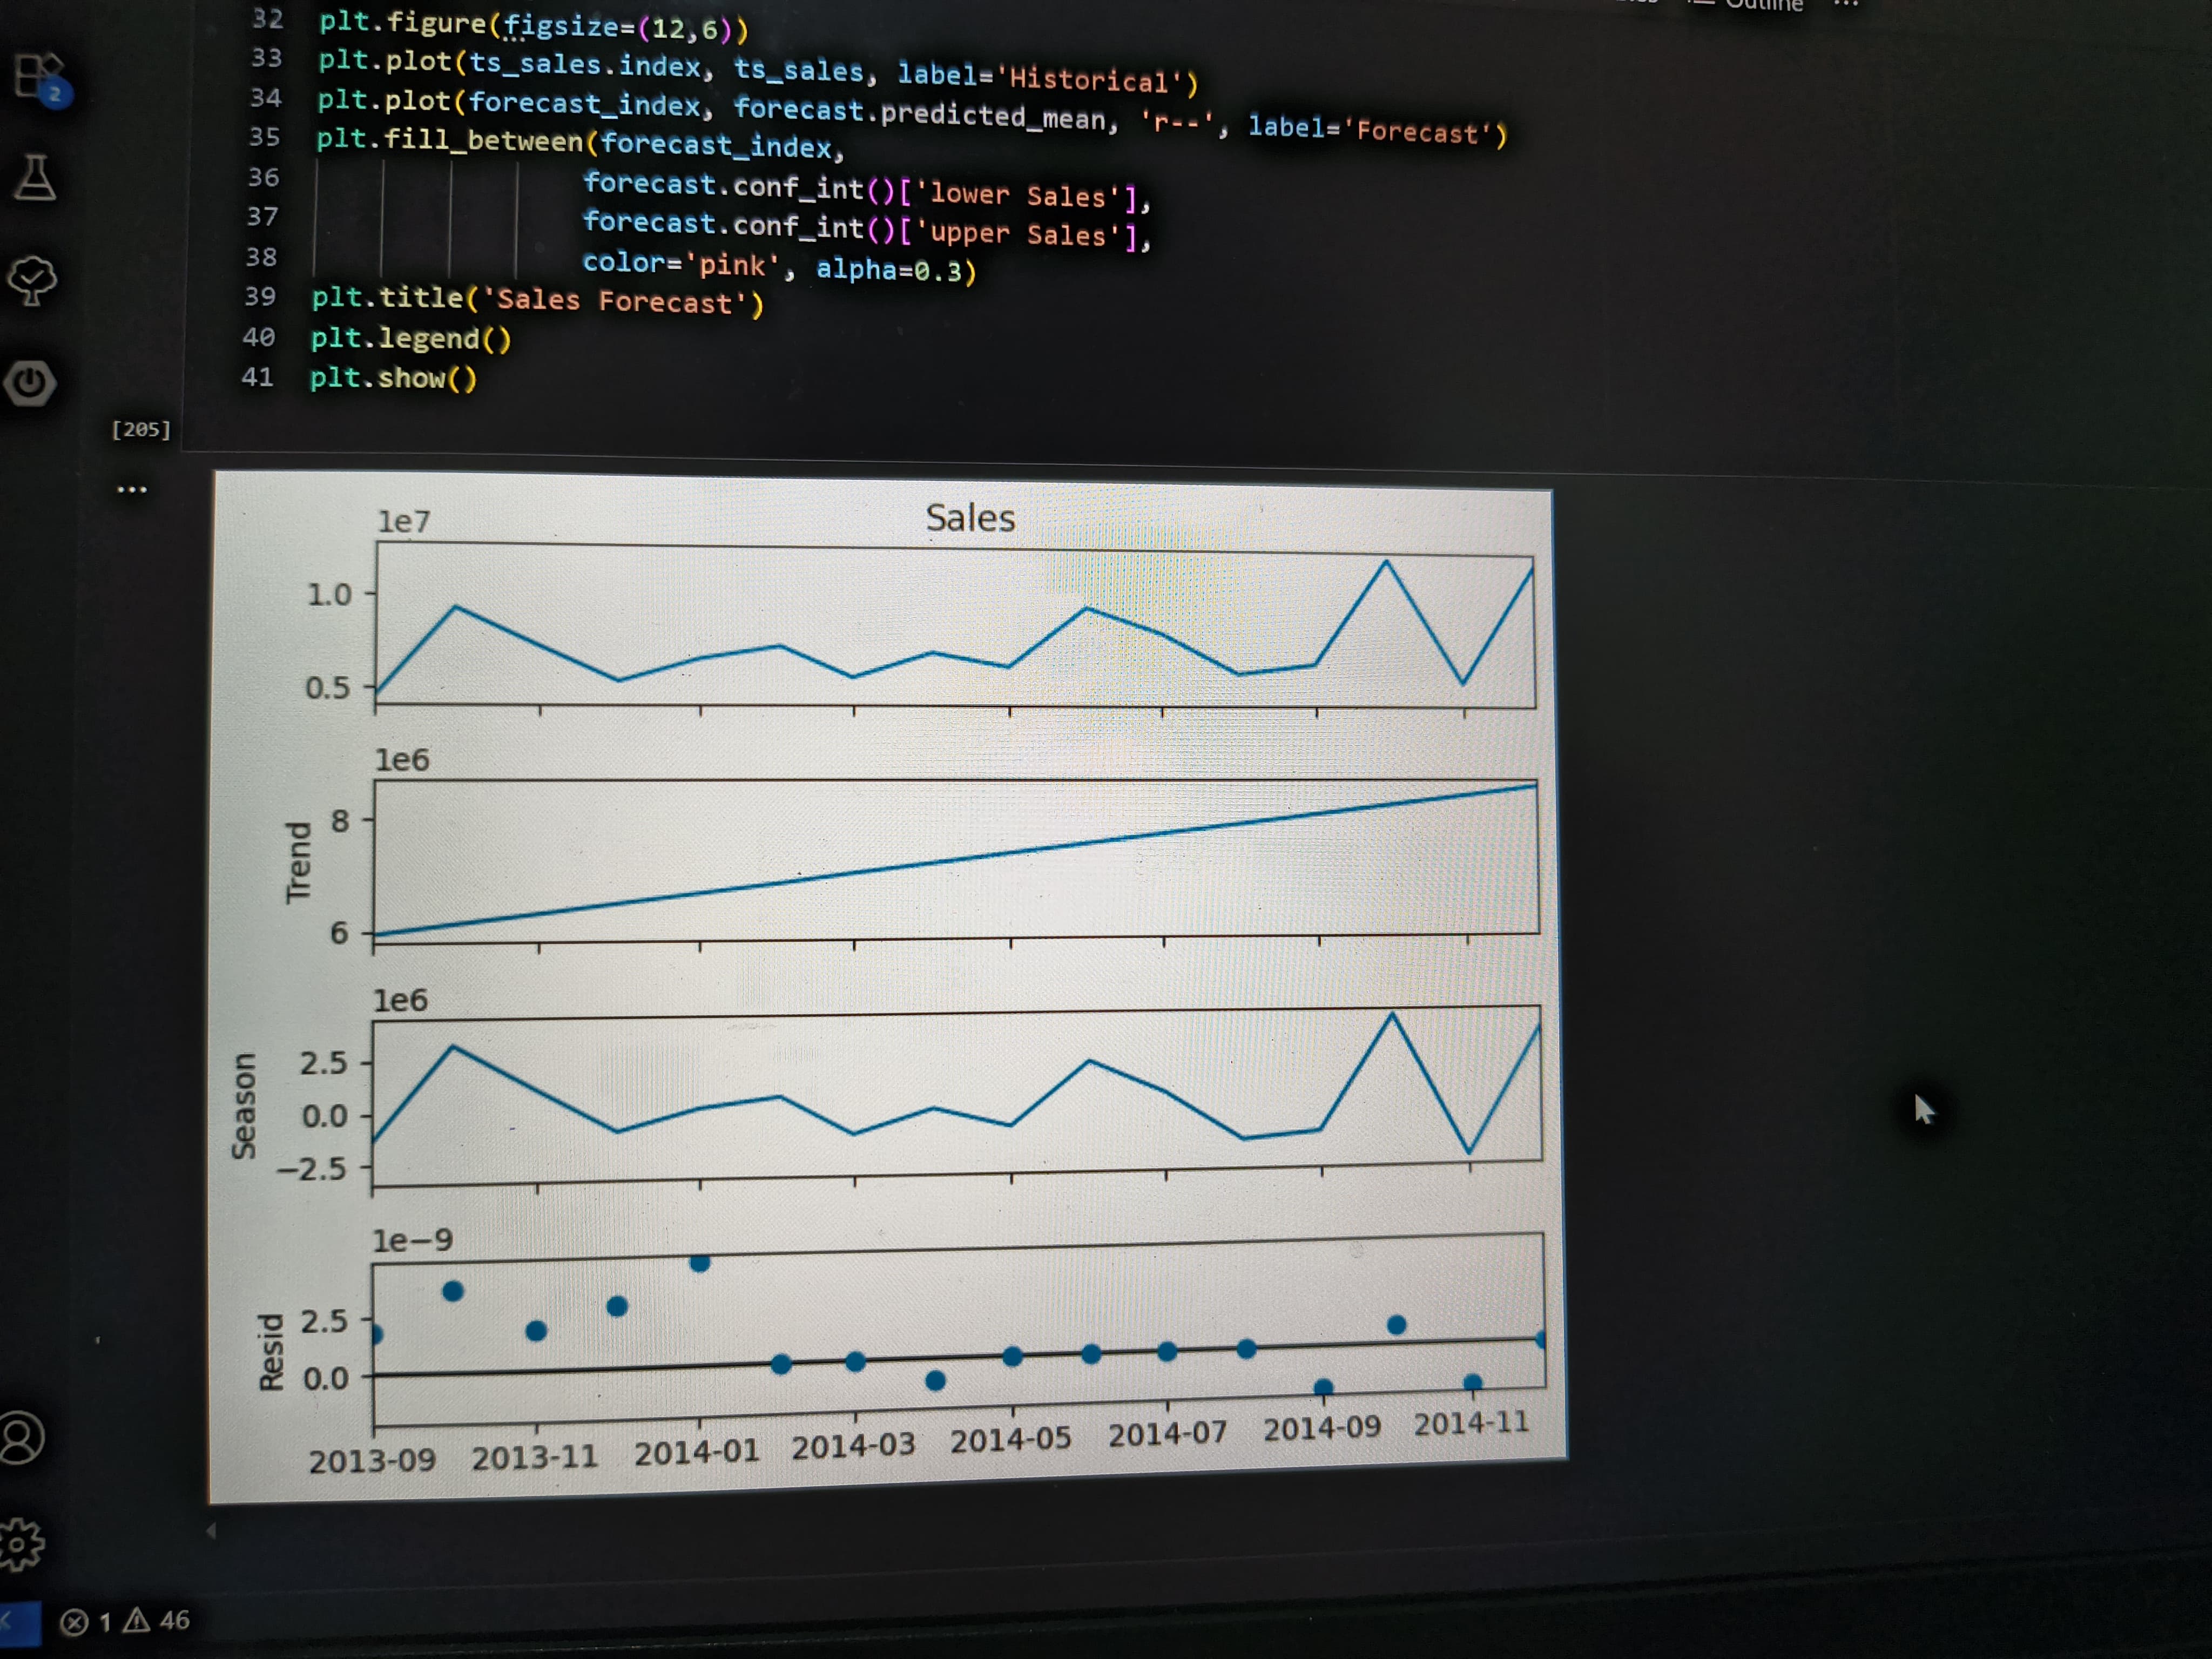 Outline ...
32 plt.figure(figsize=(12,6))
33 plt.plot(ts_sales.index, ts_sales, label='Historical')
34 plt.plot(forecast_index, forecast.predicted_mean, 'r--', label='Forecast')
35 plt.fill_between(forecast_index,
36 forecast.conf_int()['lower Sales'],
37 forecast.conf_int()['upper Sales'],
38 color='pink', alpha=0.3)
39 plt.title('Sales Forecast')
40 plt.legend()
41 plt.show()
2
[205]
...
Sales
1e7
1.0
0.5
1e6
Trend
8
6
1e6
Season
2.5
0.0
−2.5
1e−9
Resid
2.5
0.0
2013-09 2013-11 2014-01 2014-03 2014-05 2014-07 2014-09 2014-11
1 46